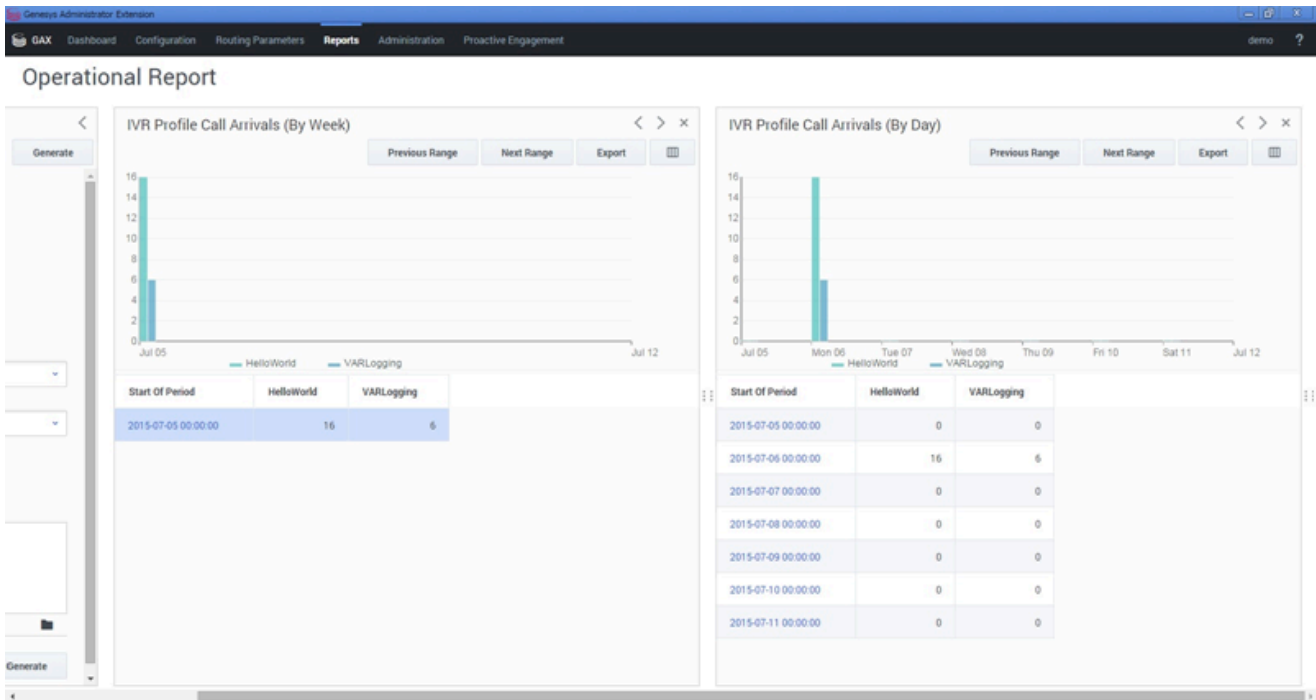 Genesys Administrator Extension
GAX Dashboard Configuration Routing Parameters Reports Administration Proactive Engagement demo ?
Operational Report
Generate
Generate
IVR Profile Call Arrivals (By Week)
Previous Range Next Range Export
16
14
12
10
8
6
4
2
0
Jul 05 Jul 12
HelloWorld VARLogging
Start Of Period HelloWorld VARLogging
2015-07-05 00:00:00 16 6
IVR Profile Call Arrivals (By Day)
Previous Range Next Range Export
16
14
12
10
8
6
4
2
0
Jul 05 Mon 06 Tue 07 Wed 08 Thu 09 Fri 10 Sat 11 Jul 12
HelloWorld VARLogging
Start Of Period HelloWorld VARLogging
2015-07-05 00:00:00 0 0
2015-07-06 00:00:00 16 6
2015-07-07 00:00:00 0 0
2015-07-08 00:00:00 0 0
2015-07-09 00:00:00 0 0
2015-07-10 00:00:00 0 0
2015-07-11 00:00:00 0 0